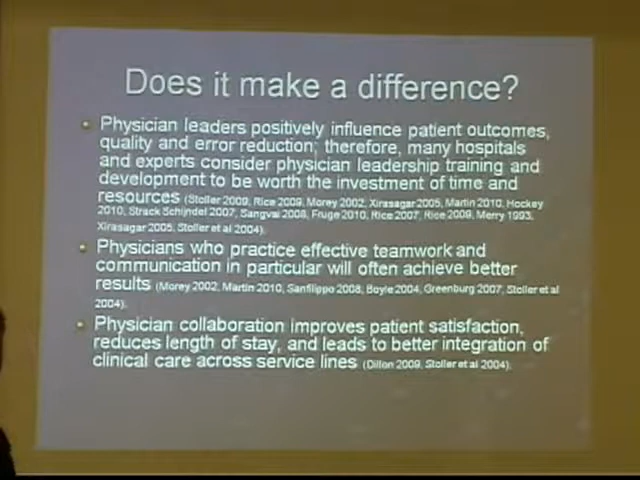 Does it make a difference?
Physician leaders positively influence patient outcomes,
quality and error reduction; therefore, many hospitals
and experts consider physician leadership training and
development to be worth the investment of time and
resources (Stoller 2009, Rice 2009, Morey 2002, Xirasagar 2005, Martin 2010, Hockey
2010, Strack Schijndel 2007, Sangvai 2008, Fruge 2010, Rice 2007, Rice 2009, Merry 1993,
Xirasagar 2005, Stoller et al 2004).
Physicians who practice effective teamwork and
communication in particular will often achieve better
results (Morey 2002, Martin 2010, Sanfilippo 2008, Boyle 2004, Greenburg 2007, Stoller et al
2004).
Physician collaboration improves patient satisfaction,
reduces length of stay, and leads to better integration of
clinical care across service lines (Dillon 2009, Stoller et al 2004).